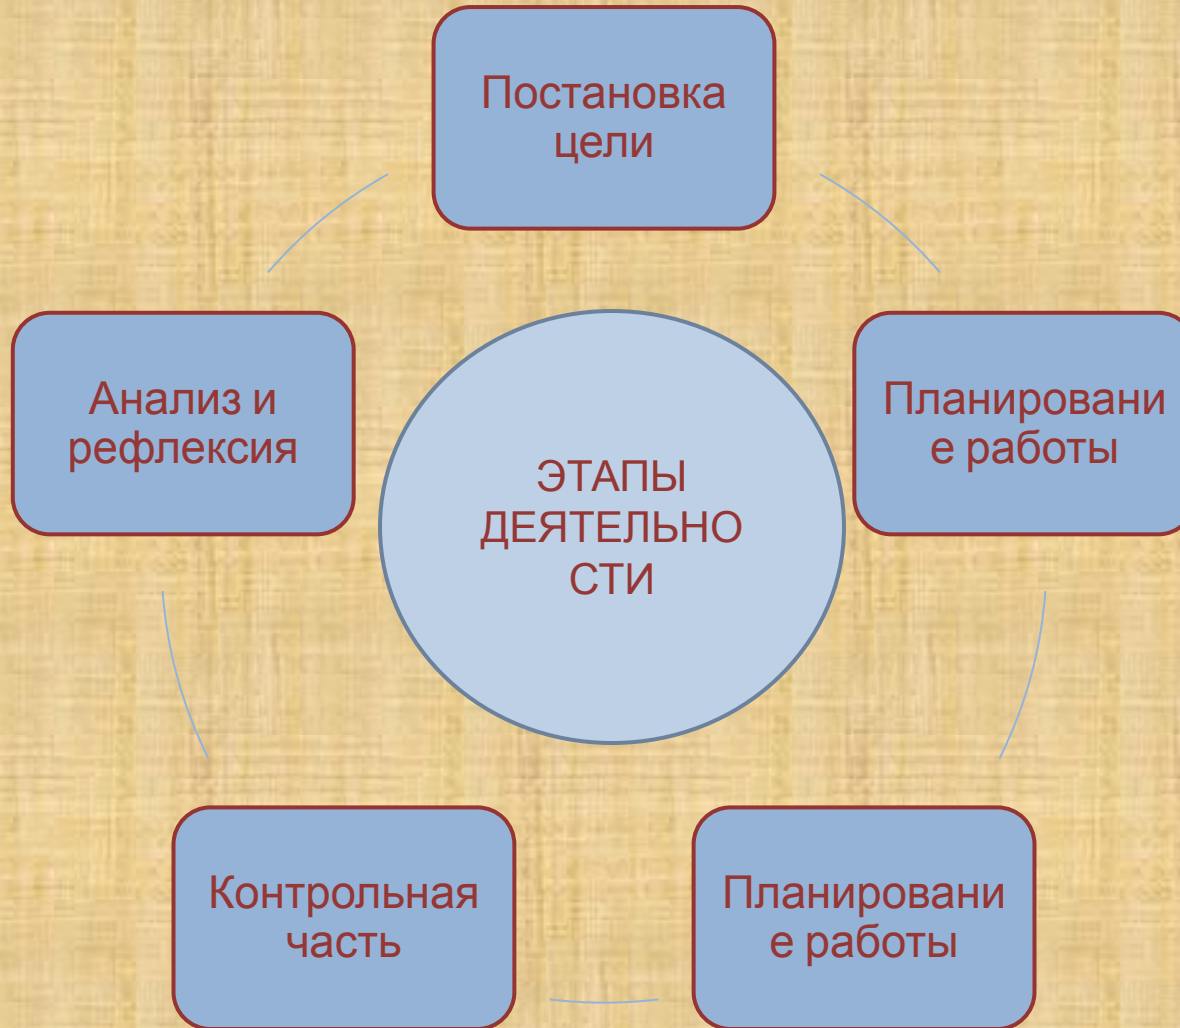 Постановка
цели
Анализ и
рефлексия
ЭТАПЫ
ДЕЯТЕЛЬНО
СТИ
Планировани
е работы
Контрольная
часть
Планировани
е работы